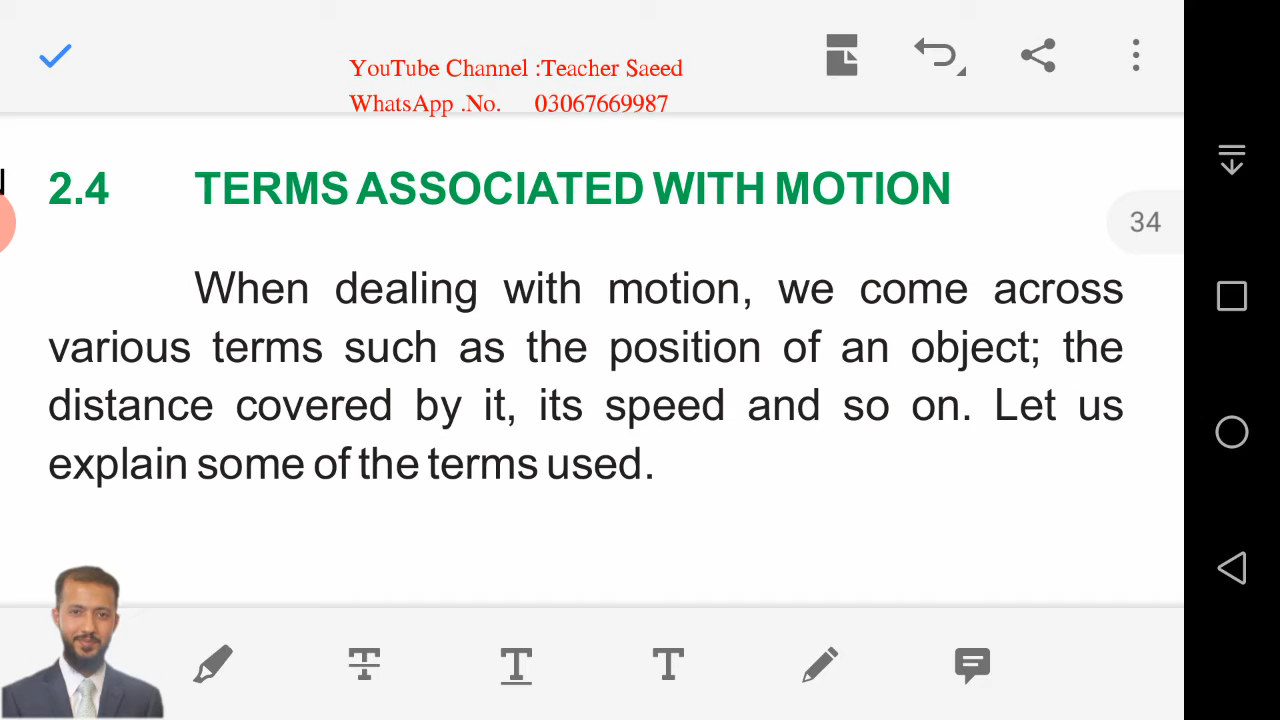 YouTube Channel :Teacher Saeed
WhatsApp .No. 03067669987
2.4 TERMS ASSOCIATED WITH MOTION
34
When dealing with motion, we come across
various terms such as the position of an object; the
distance covered by it, its speed and so on. Let us
explain some of the terms used.